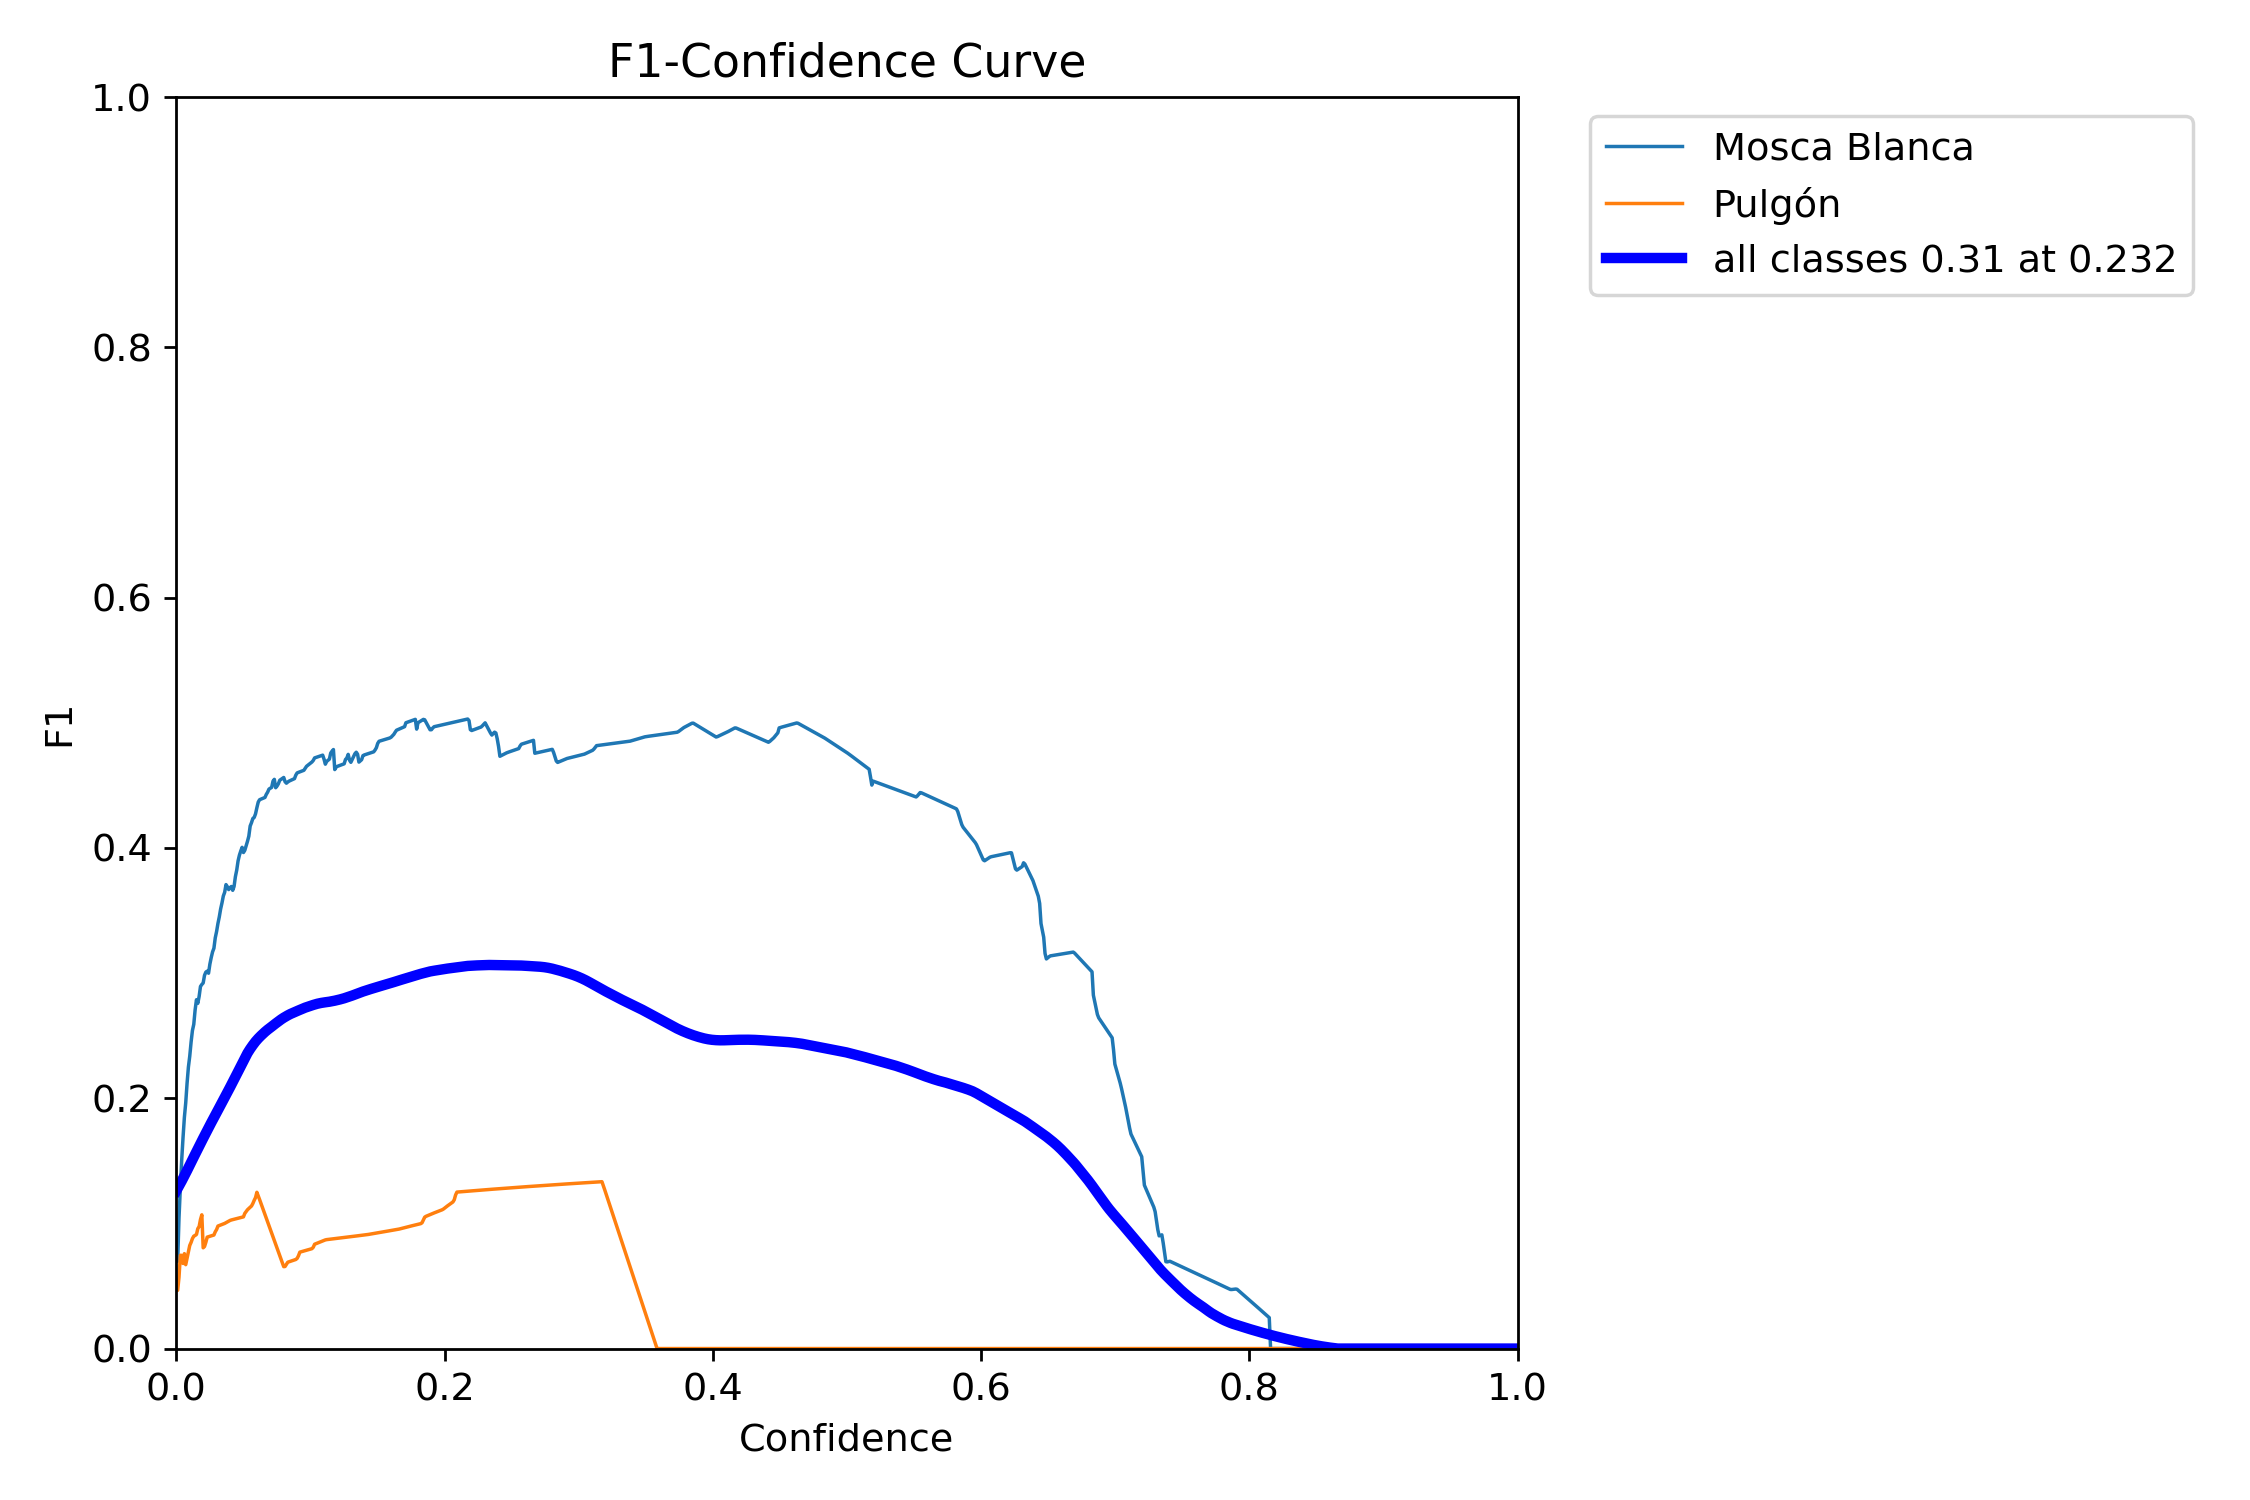 F1-Confidence Curve
Mosca Blanca
Pulgón
all classes 0.31 at 0.232
1.0
0.8
0.6
0.4
0.2
0.0
F1
0.0 0.2 0.4 0.6 0.8 1.0
Confidence